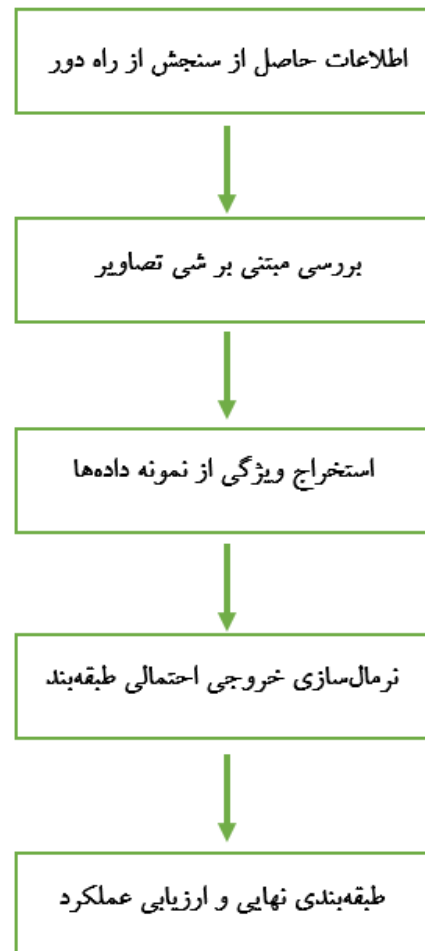 اطلاعات حاصل از سنجش از راه دور
بررسی مبتنی بر شی تصاویر
استخراج ویژگی از نمونه داده‌ها
نرمال‌سازی خروجی احتمالی طبقه‌بند
طبقه‌بندی نهایی و ارزیابی عملکرد